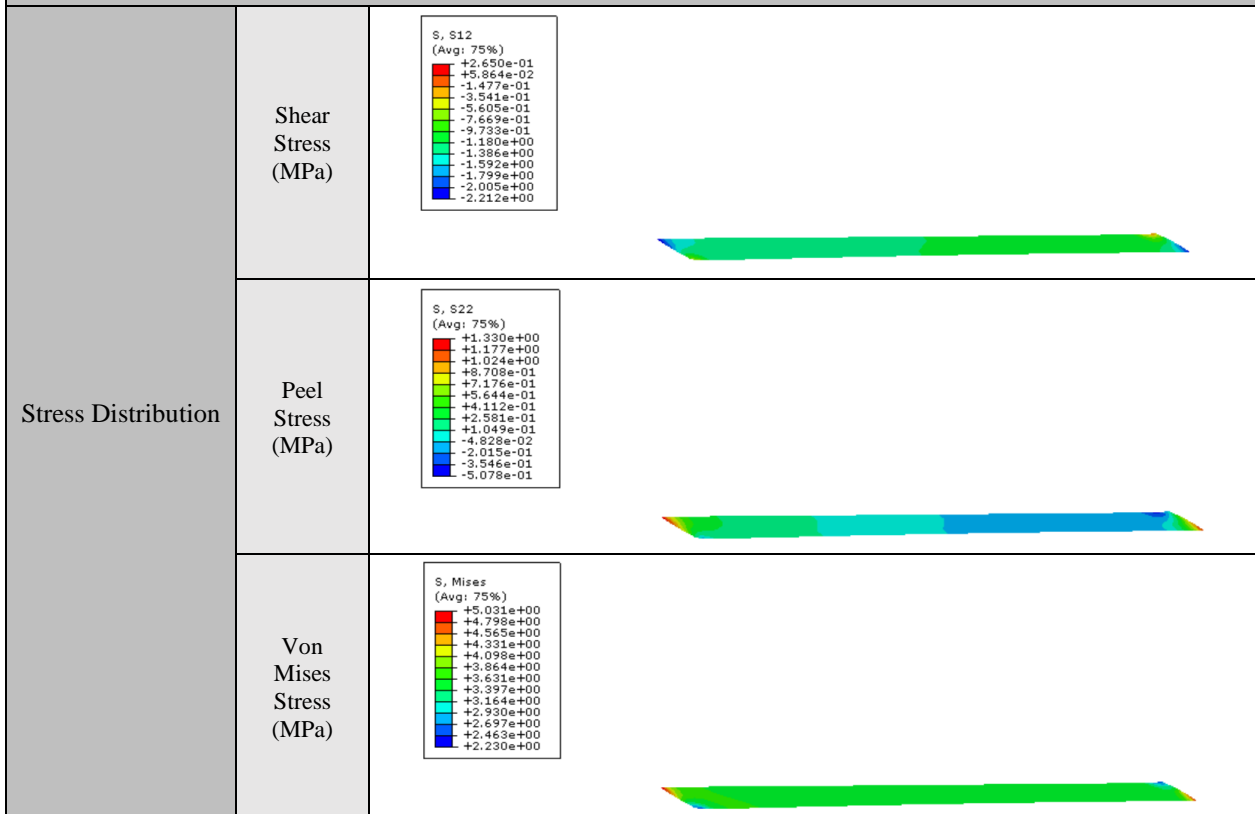 Stress Distribution
Shear
Stress
(MPa)
S, S12
(Avg: 75%)
+2.650e-01
+5.864e-02
-1.477e-01
-3.541e-01
-5.605e-01
-7.669e-01
-9.733e-01
-1.180e+00
-1.386e+00
-1.592e+00
-1.799e+00
-2.005e+00
-2.212e+00
Peel
Stress
(MPa)
S, S22
(Avg: 75%)
+1.330e+00
+1.177e+00
+1.024e+00
+8.708e-01
+7.176e-01
+5.644e-01
+4.112e-01
+2.581e-01
+1.049e-01
-4.828e-02
-2.015e-01
-3.546e-01
-5.078e-01
Von
Mises
Stress
(MPa)
S, Mises
(Avg: 75%)
+5.031e+00
+4.798e+00
+4.565e+00
+4.331e+00
+4.098e+00
+3.864e+00
+3.631e+00
+3.397e+00
+3.164e+00
+2.930e+00
+2.697e+00
+2.463e+00
+2.230e+00